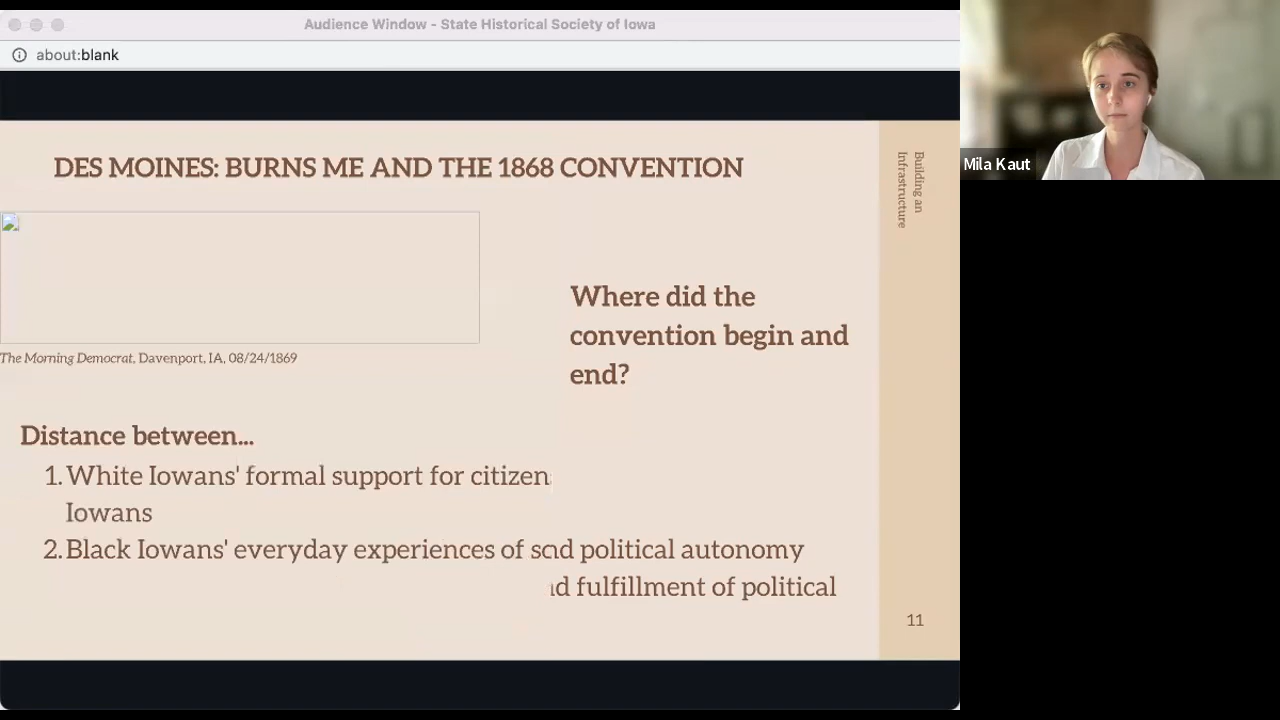 Audience Window - State Historical Society of Iowa
about:blank
DES MOINES: BURNS ME AND THE 1868 CONVENTION
Building an
Infrastructure
Mila Kaut
Where did the
convention begin and
end?
The Morning Democrat, Davenport, IA, 08/24/1869
Distance between...
1. White Iowans' formal support for citizen
Iowans
2. Black Iowans' everyday experiences of political autonomy
fulfillment of political
11